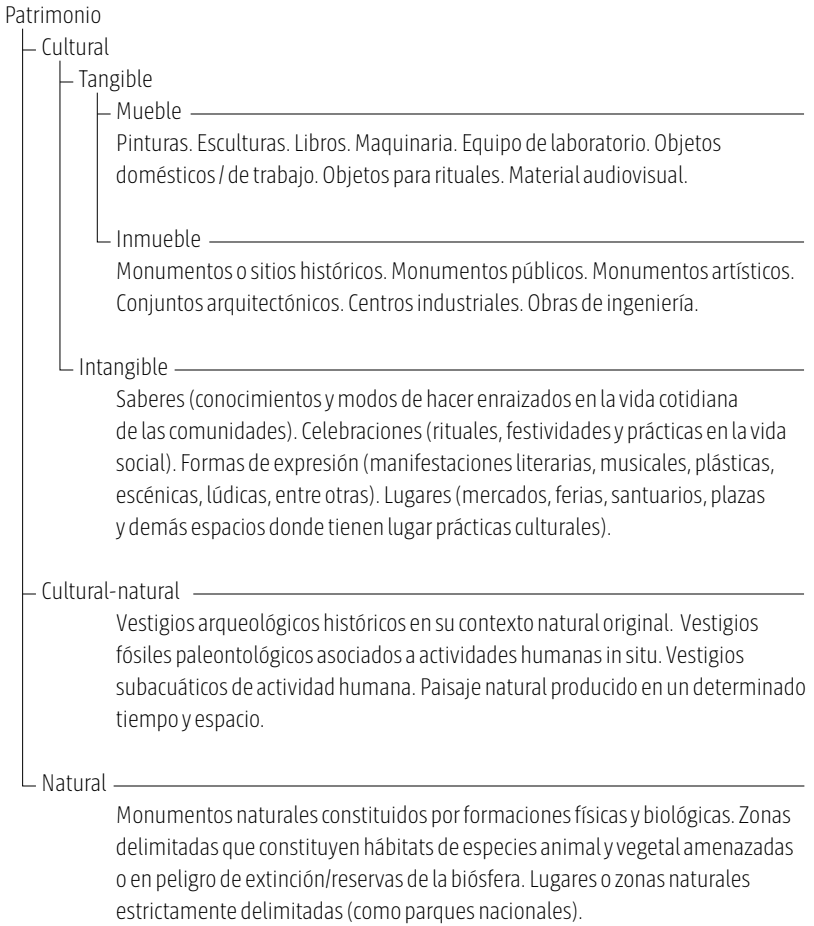 Patrimonio
Cultural
Tangible
Mueble
Pinturas. Esculturas. Libros. Maquinaria. Equipo de laboratorio. Objetos
domésticos / de trabajo. Objetos para rituales. Material audiovisual.
Inmueble
Monumentos o sitios históricos. Monumentos públicos. Monumentos artísticos.
Conjuntos arquitectónicos. Centros industriales. Obras de ingeniería.
Intangible
Saberes (conocimientos y modos de hacer enraizados en la vida cotidiana
de las comunidades). Celebraciones (rituales, festividades y prácticas en la vida
social). Formas de expresión (manifestaciones literarias, musicales, plásticas,
escénicas, lúdicas, entre otras). Lugares (mercados, ferias, santuarios, plazas
y demás espacios donde tienen lugar prácticas culturales).
Cultural-natural
Vestigios arqueológicos históricos en su contexto natural original. Vestigios
fósiles paleontológicos asociados a actividades humanas in situ. Vestigios
subacuáticos de actividad humana. Paisaje natural producido en un determinado
tiempo y espacio.
Natural
Monumentos naturales constituidos por formaciones físicas y biológicas. Zonas
delimitadas que constituyen hábitats de especies animal y vegetal amenazadas
o en peligro de extinción/reservas de la biósfera. Lugares o zonas naturales
estrictamente delimitadas (como parques nacionales).